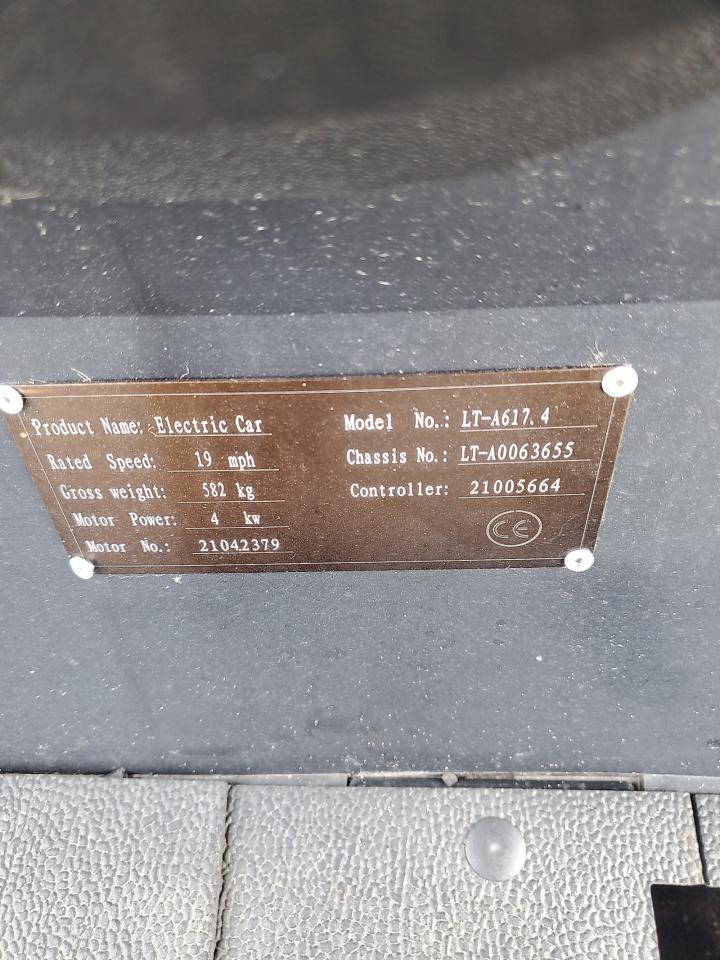 Product Name: Electric Car
Rated Speed: 19 mph
Gross weight: 582 kg
Motor Power: 4 kw
Motor No.: 21042379
Model No.: LT-A617.4
Chassis No.: LT-A0063655
Controller: 21005664
CE